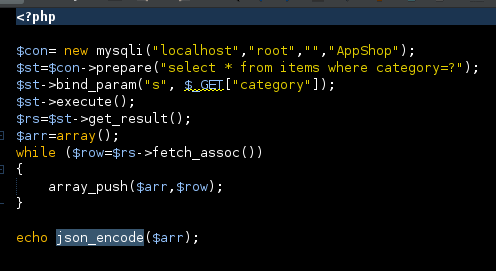 <?php
$con= new mysqli("localhost","root","","AppShop");
$st=$con->prepare("select * from items where category=?");
$st->bind_param("s", $_GET["category"]);
$st->execute();
$rs=$st->get_result();
$arr=array();
while ($row=$rs->fetch_assoc())
{
    array_push($arr,$row);
}
echo json_encode($arr);